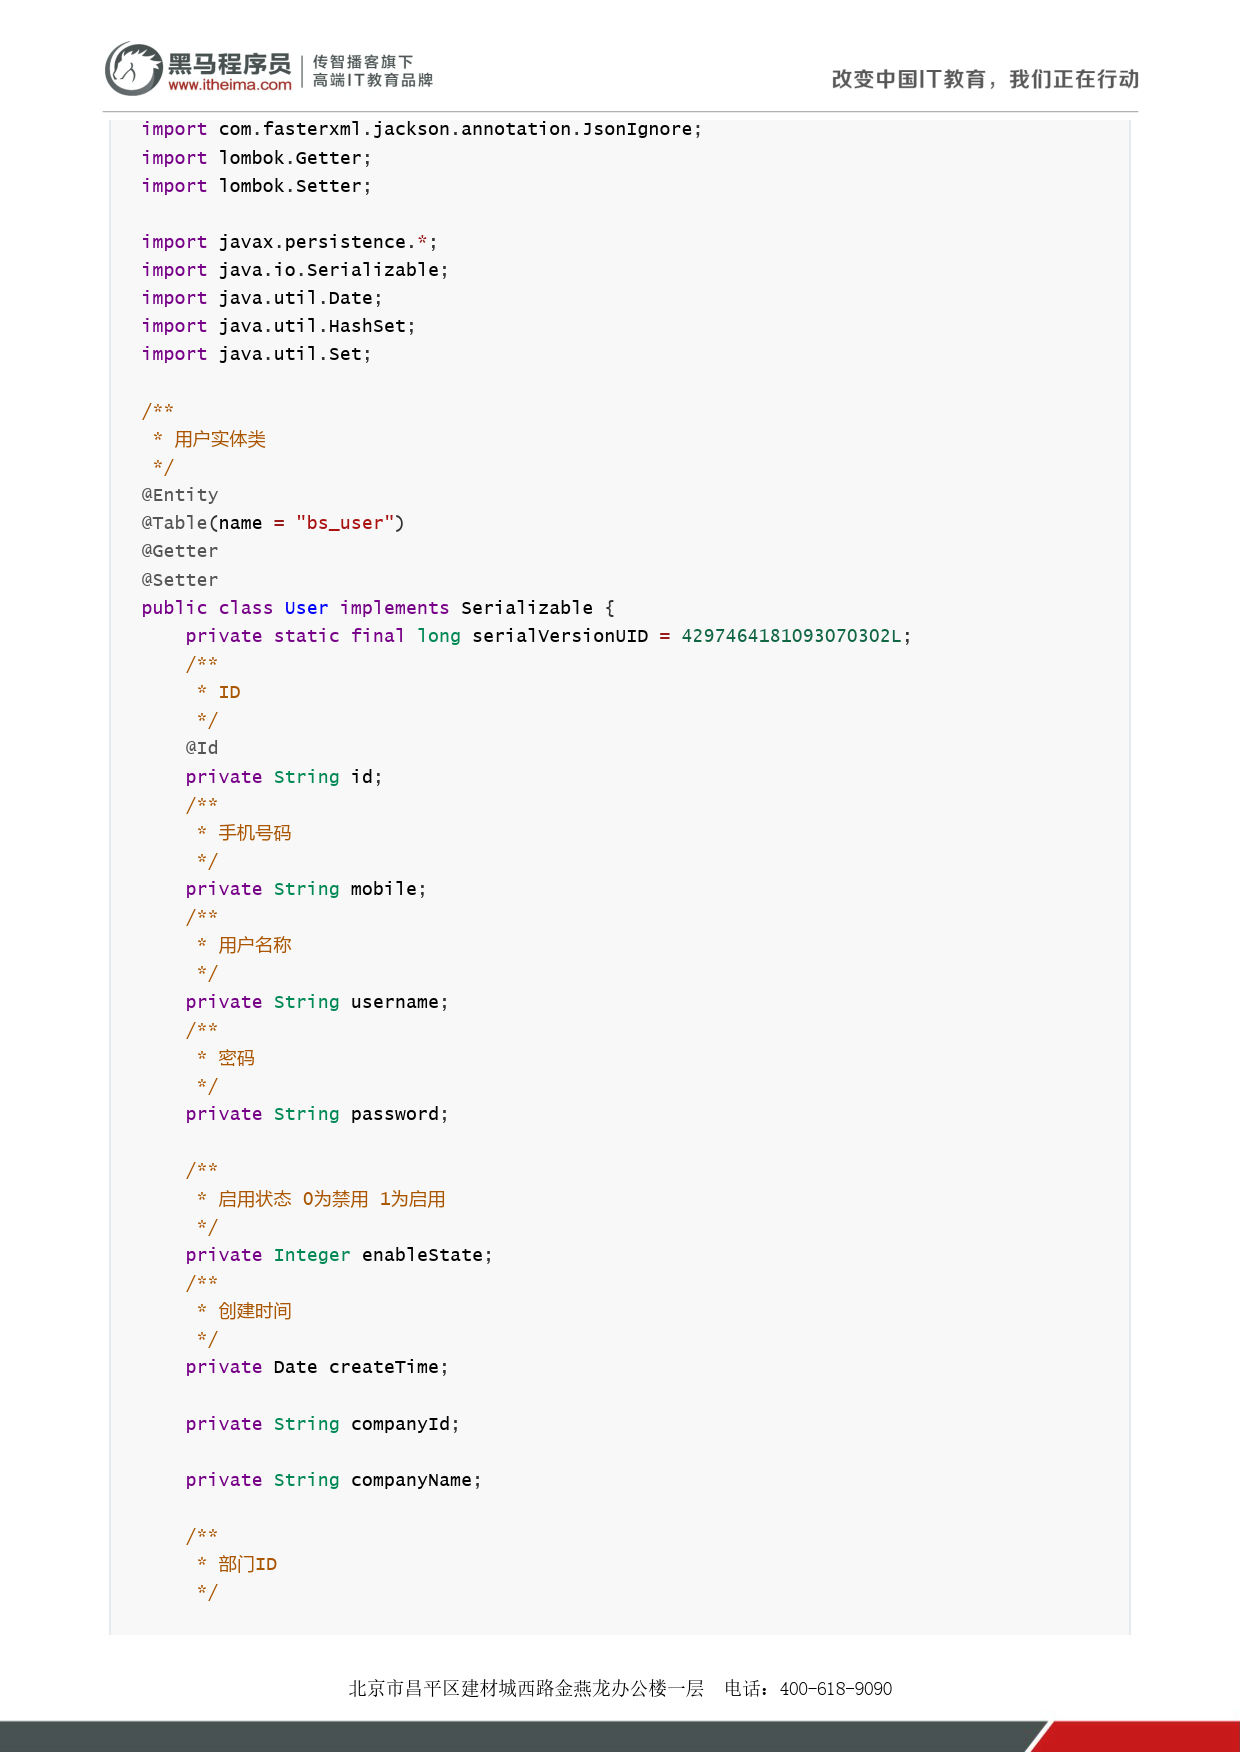 黑马程序员
www.itheima.com
传智播客旗下
高端IT教育品牌
改变中国IT教育，我们正在行动
import com.fasterxml.jackson.annotation.JsonIgnore;
import lombok.Getter;
import lombok.Setter;

import javax.persistence.*;
import java.io.Serializable;
import java.util.Date;
import java.util.HashSet;
import java.util.Set;

/**
 * 用户实体类
 */
@Entity
@Table(name = "bs_user")
@Getter
@Setter
public class User implements Serializable {
    private static final long serialVersionUID = 4297464181093070302L;
    /**
     * ID
     */
    @Id
    private String id;
    /**
     * 手机号码
     */
    private String mobile;
    /**
     * 用户名称
     */
    private String username;
    /**
     * 密码
     */
    private String password;

    /**
     * 启用状态 0为禁用 1为启用
     */
    private Integer enableState;
    /**
     * 创建时间
     */
    private Date createTime;

    private String companyId;

    private String companyName;

    /**
     * 部门ID
     */
北京市昌平区建材城西路金燕龙办公楼一层 电话：400-618-9090